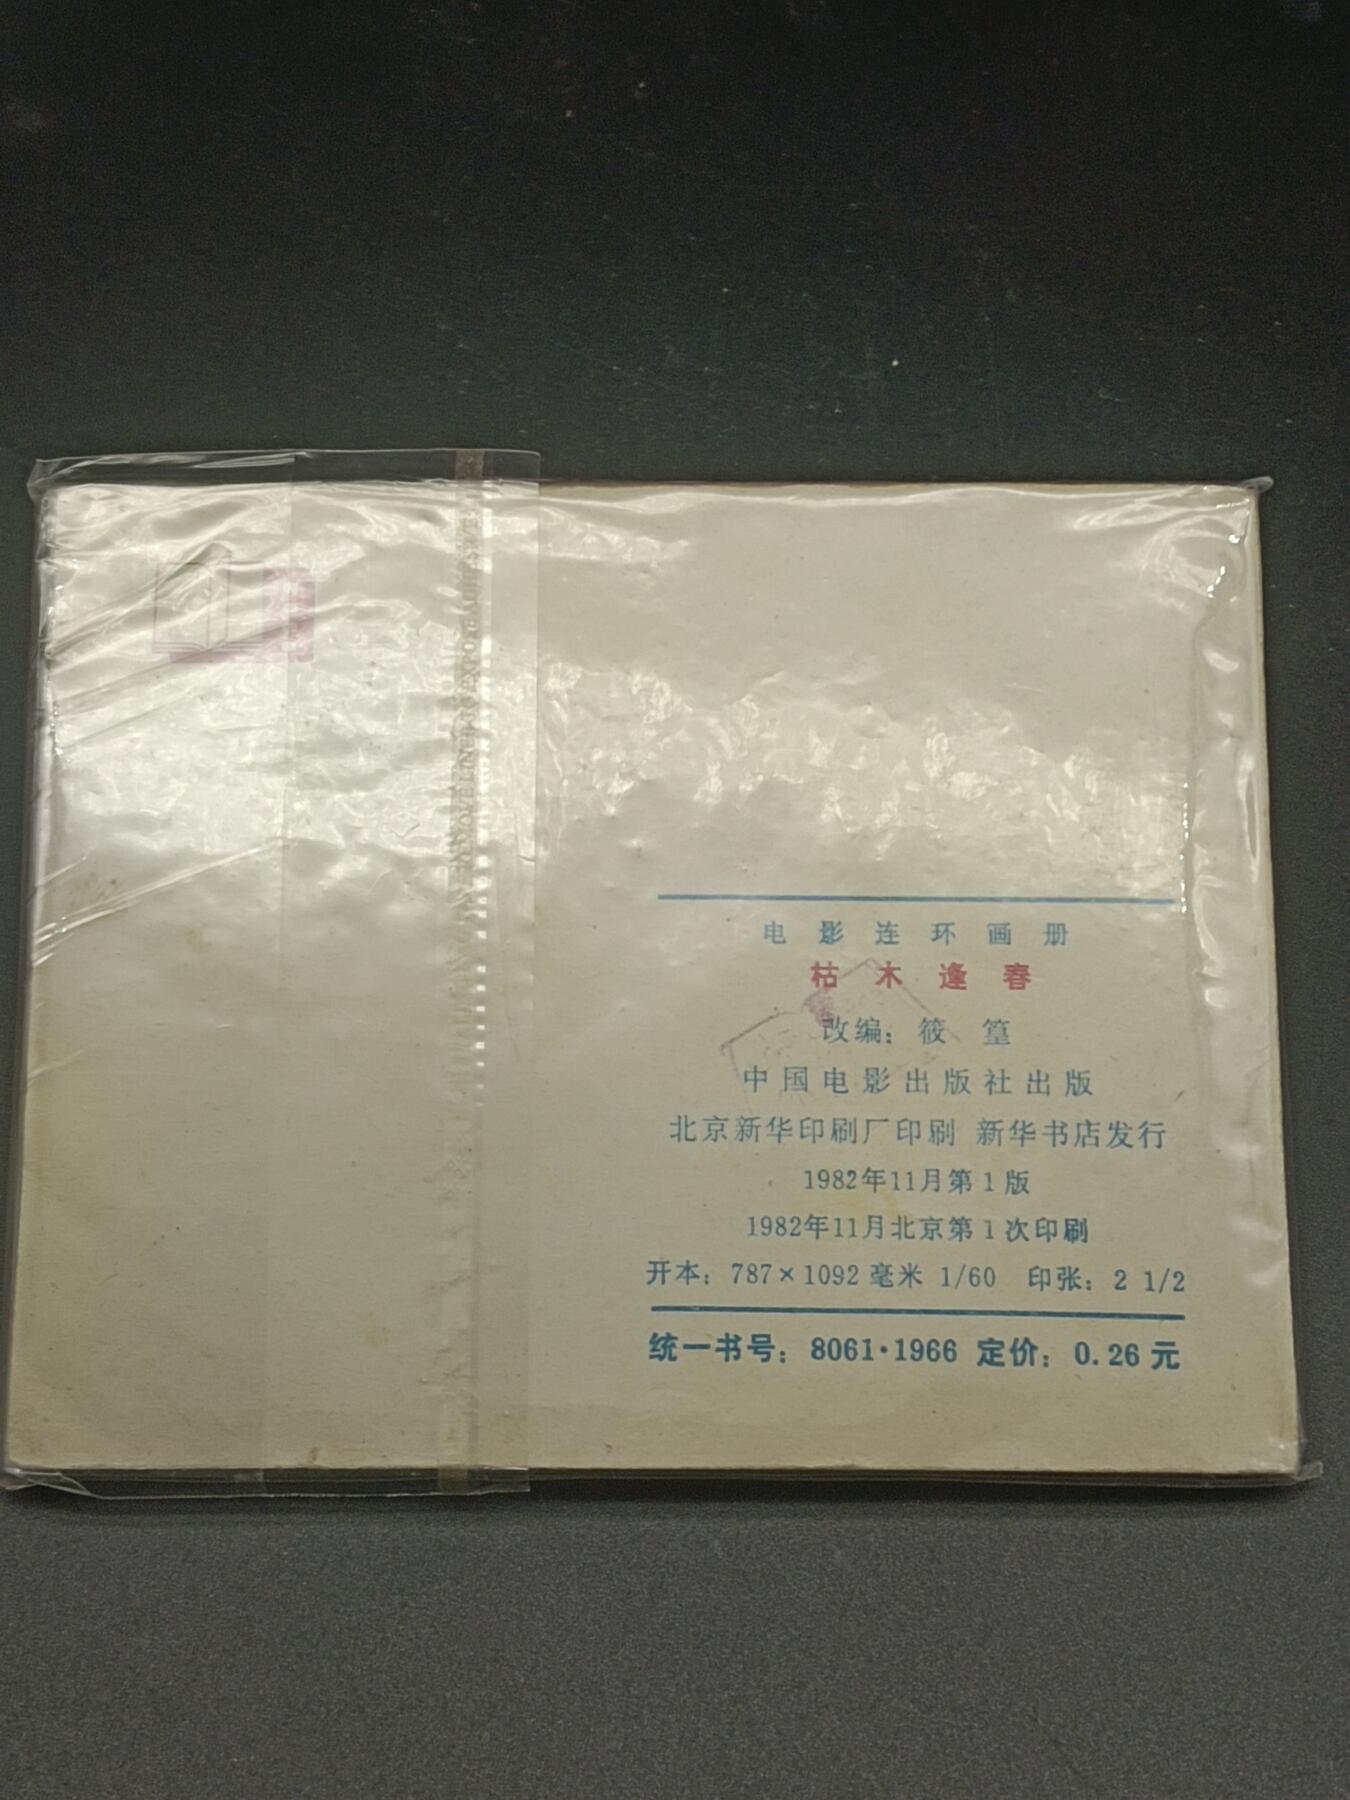 电影连环画册
枯木逢春
改编：筱篁
中国电影出版社出版
北京新华印刷厂印刷 新华书店发行
1982年11月第1版
1982年11月北京第1次印刷
开本：787×1092毫米 1/60 印张：2 1/2
统一书号：8061·1966 定价：0.26元